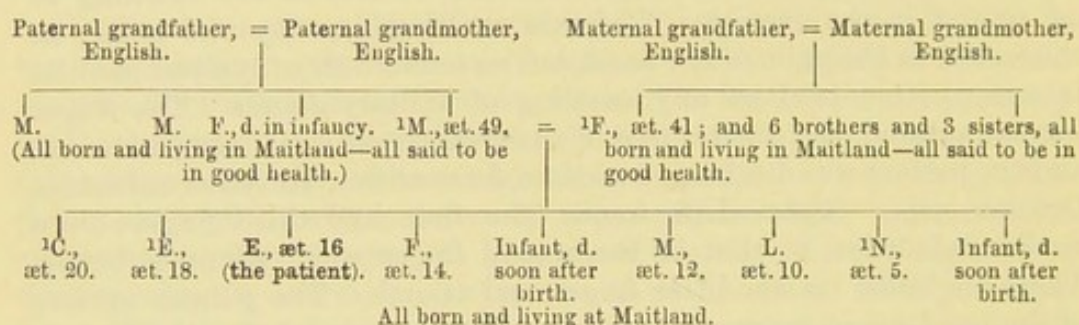 Paternal grandfather, = Paternal grandmother, Maternal grandfather, = Maternal grandmother,
English. English. English. English.
M. M. F., d. in infancy. ¹M., æt. 49. = ¹F., æt. 41 ; and 6 brothers and 3 sisters, all
(All born and living in Maitland—all said to be born and living in Maitland—all said to be in
in good health.) good health.
¹C., ¹E., E., æt. 16 F., Infant, d. M., L. ¹N., Infant, d.
æt. 20. æt. 18. (the patient). æt. 14. soon after æt. 12. æt. 10. æt. 5. soon after
birth. birth.
All born and living at Maitland.